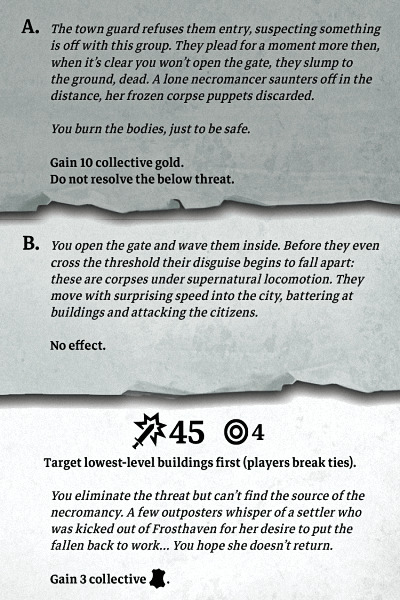 A. The town guard refuses them entry, suspecting something
is off with this group. They plead for a moment more then,
when it's clear you won't open the gate, they slump to
the ground, dead. A lone necromancer saunters off in the
distance, her frozen corpse puppets discarded.
You burn the bodies, just to be safe.
Gain 10 collective gold.
Do not resolve the below threat.
B. You open the gate and wave them inside. Before they even
cross the threshold their disguise begins to fall apart:
these are corpses under supernatural locomotion. They
move with surprising speed into the city, battering at
buildings and attacking the citizens.
No effect.
45 4
Target lowest-level buildings first (players break ties).
You eliminate the threat but can't find the source of the
necromancy. A few outposters whisper of a settler who
was kicked out of Frosthaven for her desire to put the
fallen back to work... You hope she doesn't return.
Gain 3 collective .